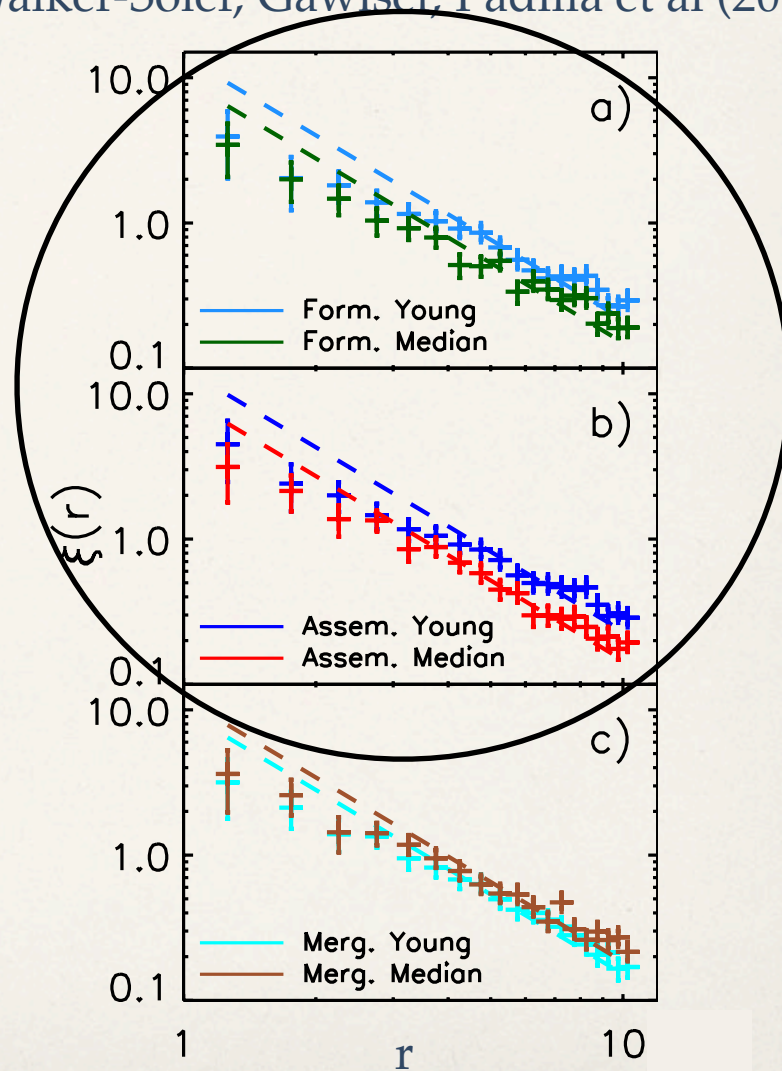 Walker-Soler, Gawiser, Padilla et al (20
10.0
1.0
0.1
a)
Form. Young
Form. Median
10.0
1.0
0.1
b)
ξ(r)
Assem. Young
Assem. Median
10.0
1.0
0.1
c)
Merg. Young
Merg. Median
1
10
r